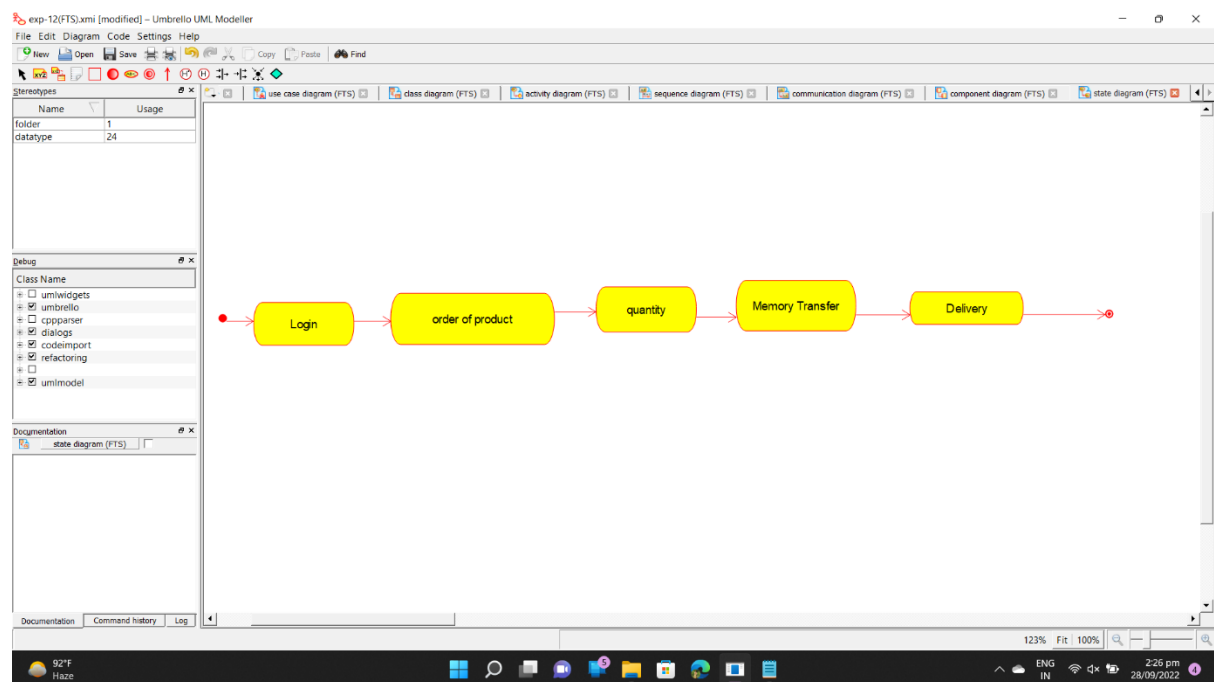 exp-12(FTS).xmi [modified] – Umbrello UML Modeller
File Edit Diagram Code Settings Help
New Open Save Copy Paste Find
Stereotypes
use case diagram (FTS) class diagram (FTS) activity diagram (FTS) sequence diagram (FTS) communication diagram (FTS) component diagram (FTS) state diagram (FTS)
Name Usage
folder 1
datatype 24
Debug
Class Name
umlwidgets
umbrello
cppparser
dialogs
codeimport
refactoring
umlmodel
Login
order of product
quantity
Memory Transfer
Delivery
Documentation
state diagram (FTS)
Documentation Command history Log
123% Fit 100%
92°F
Haze
5
ENG
IN
2:26 pm
28/09/2022
4